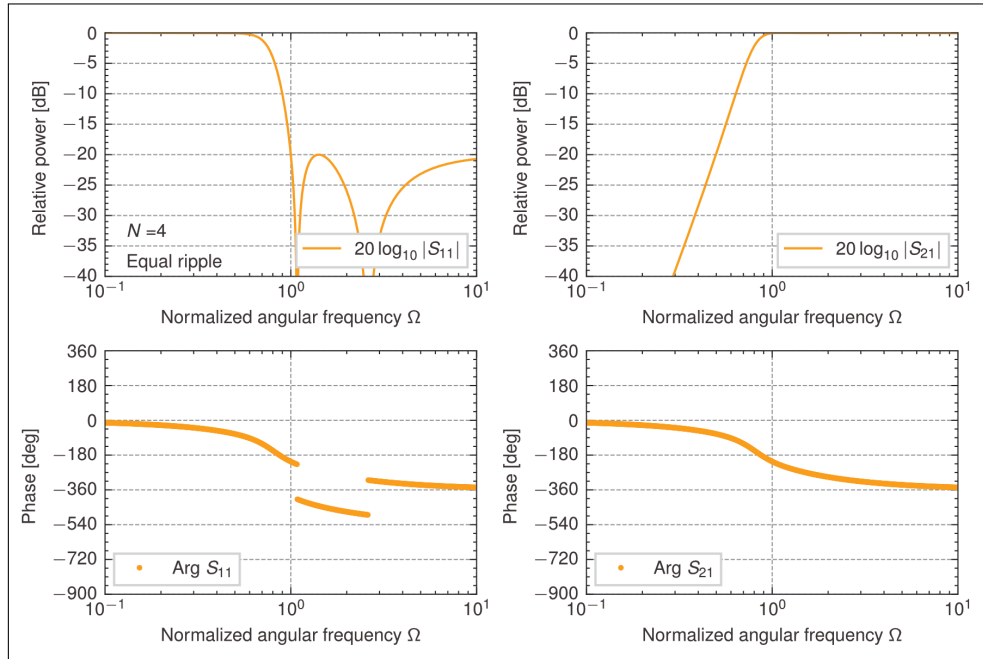 0
−5
−10
−15
−20
−25
−30
−35
−40
Relative power [dB]
N =4
Equal ripple
20 log₁₀ |S₁₁|
10⁻¹ 10⁰ 10¹
Normalized angular frequency Ω
0
−5
−10
−15
−20
−25
−30
−35
−40
Relative power [dB]
20 log₁₀ |S₂₁|
10⁻¹ 10⁰ 10¹
Normalized angular frequency Ω
360
180
0
−180
−360
−540
−720
−900
Phase [deg]
Arg S₁₁
10⁻¹ 10⁰ 10¹
Normalized angular frequency Ω
360
180
0
−180
−360
−540
−720
−900
Phase [deg]
Arg S₂₁
10⁻¹ 10⁰ 10¹
Normalized angular frequency Ω